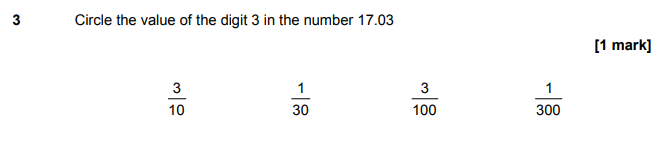 3 Circle the value of the digit 3 in the number 17.03
[1 mark]
3/10 1/30 3/100 1/300